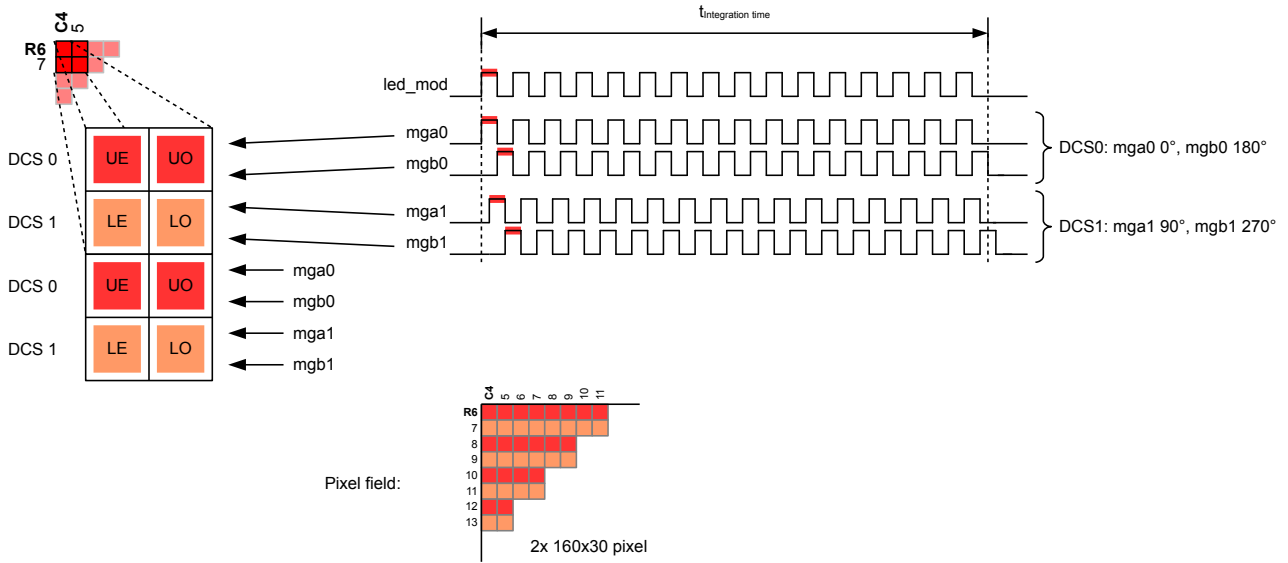 C4
5
R6
7
DCS 0
UE
UO
DCS 1
LE
LO
DCS 0
UE
UO
DCS 1
LE
LO
mga0
mgb0
mga1
mgb1
tIntegration time
led_mod
mga0
mgb0
mga1
mgb1
DCS0: mga0 0°, mgb0 180°
DCS1: mga1 90°, mgb1 270°
Pixel field:
C4
5
6
7
8
9
10
11
R6
7
8
9
10
11
12
13
2x 160x30 pixel